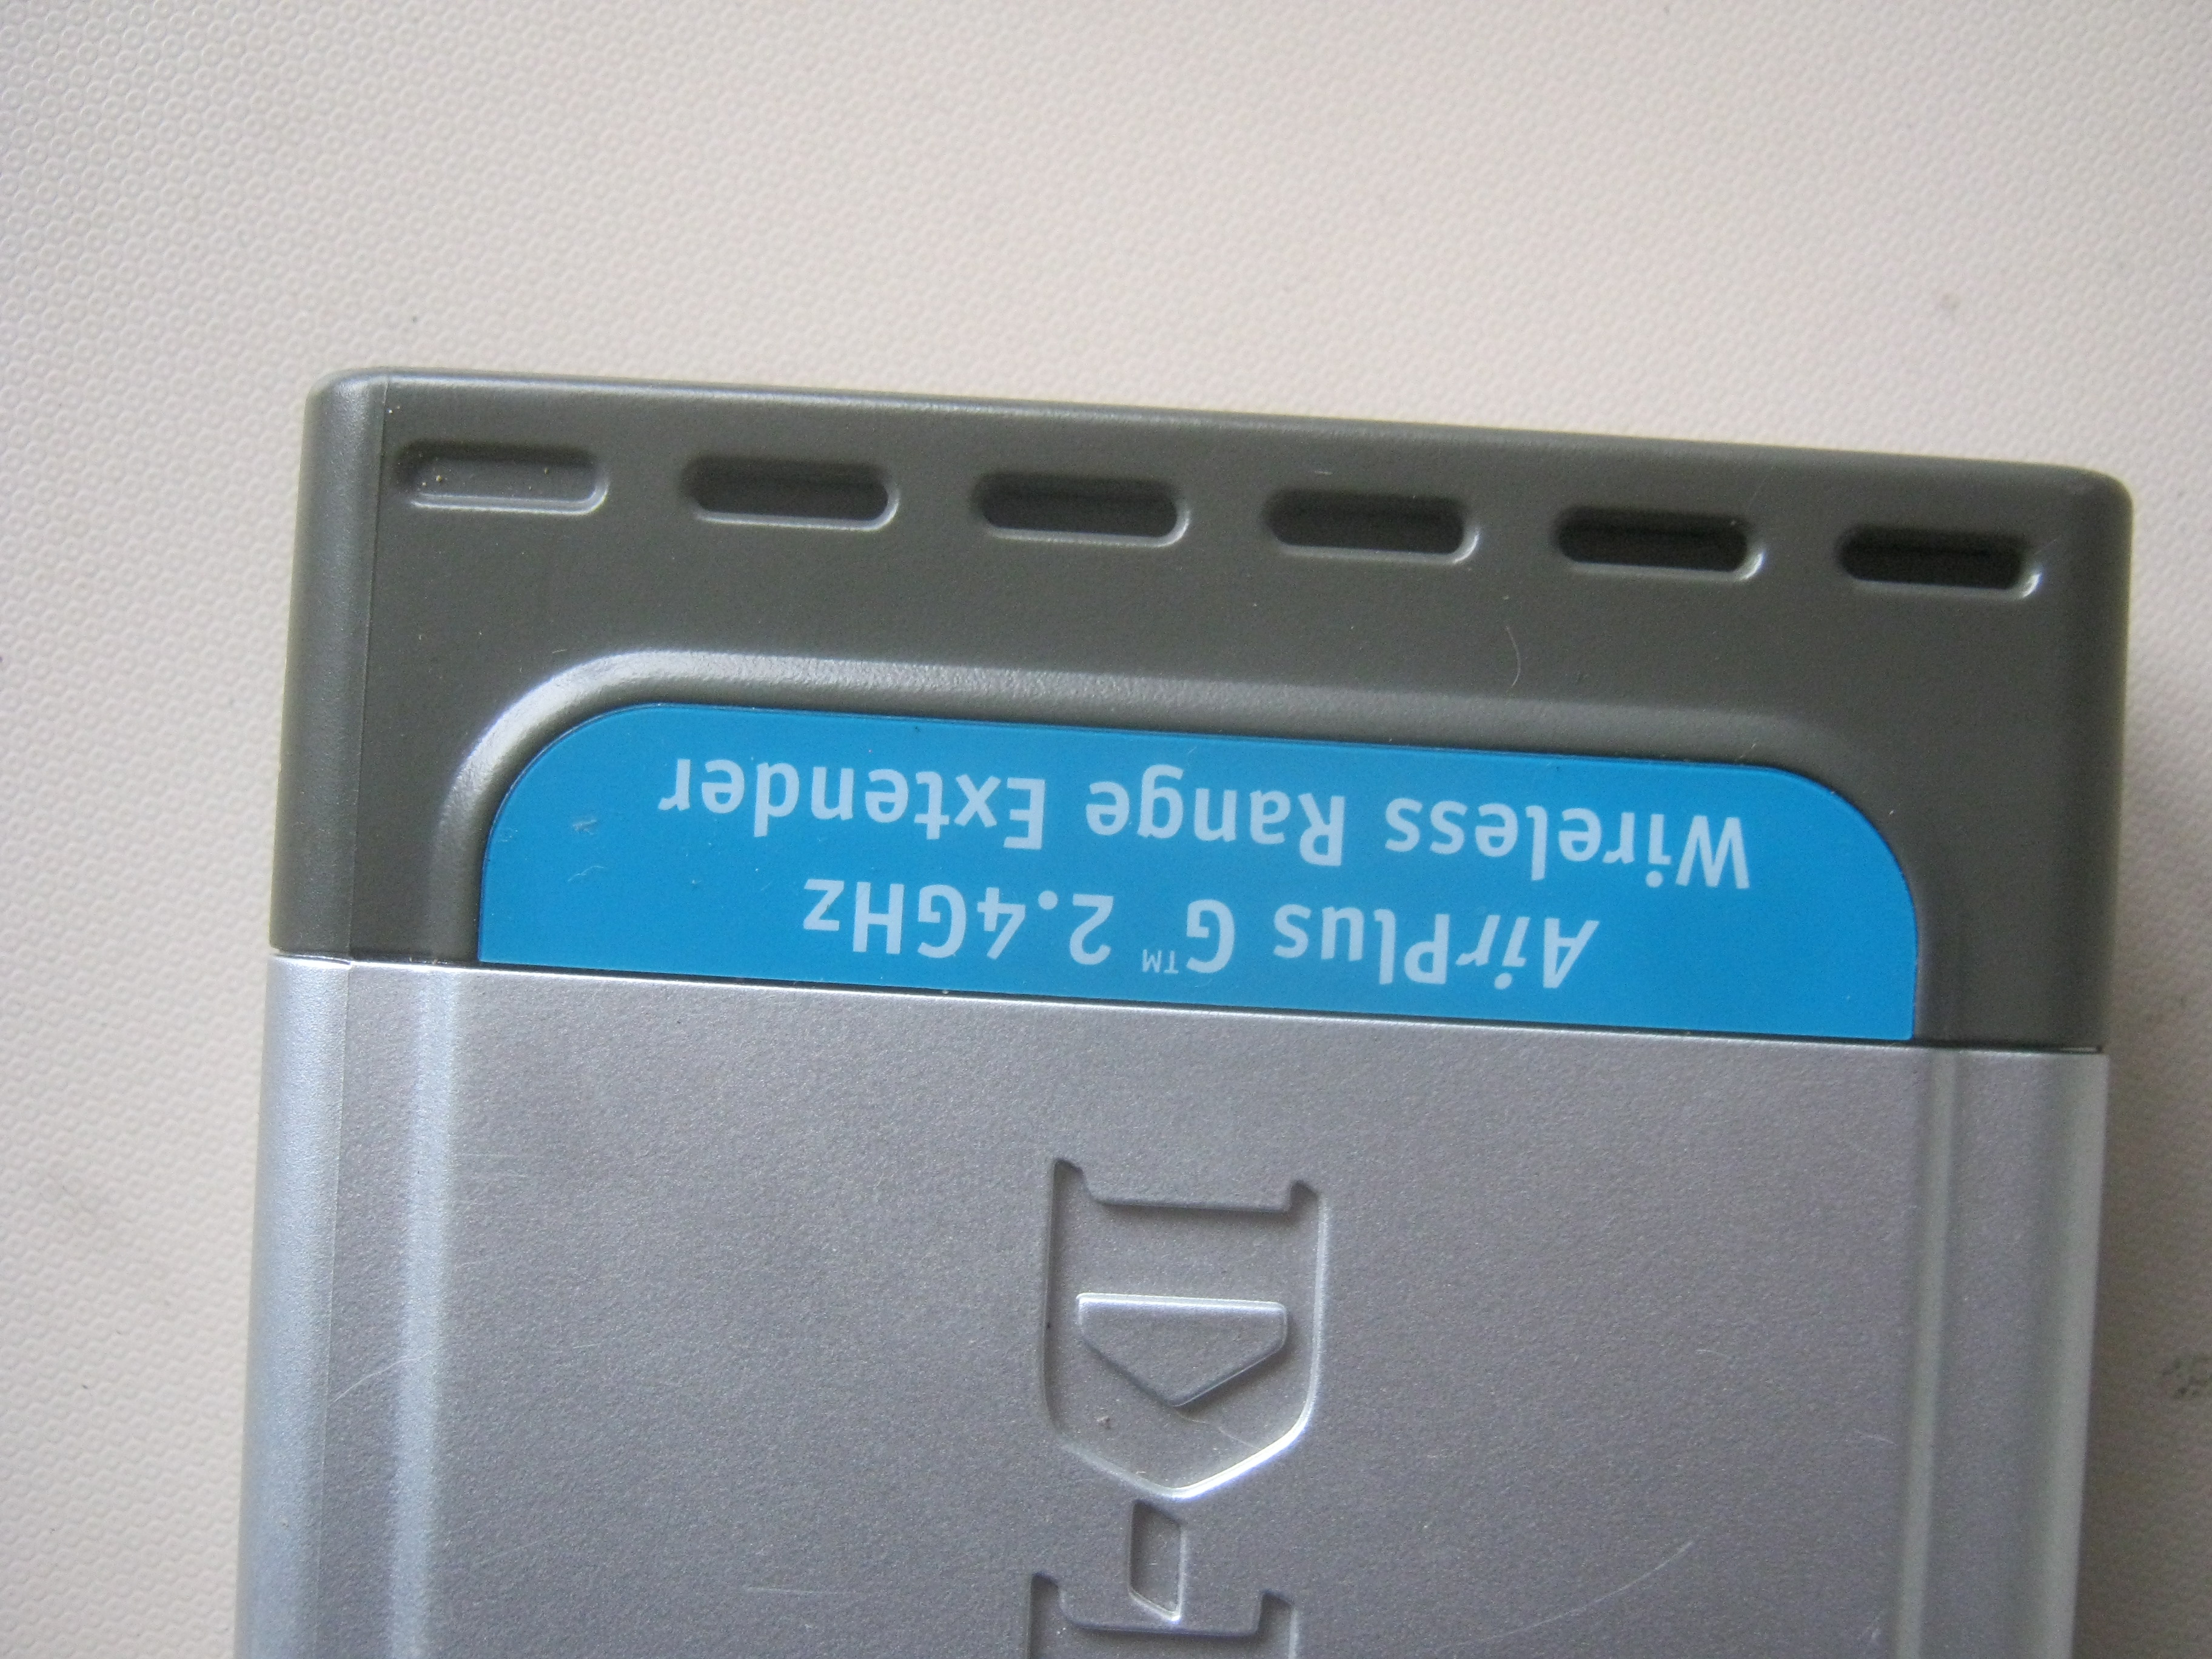 AirPlus G™ 2.4GHz
Wireless Range Extender
D-